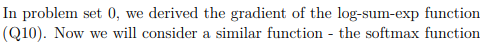 In problem set 0, we derived the gradient of the log-sum-exp function
(Q10). Now we will consider a similar function - the softmax function